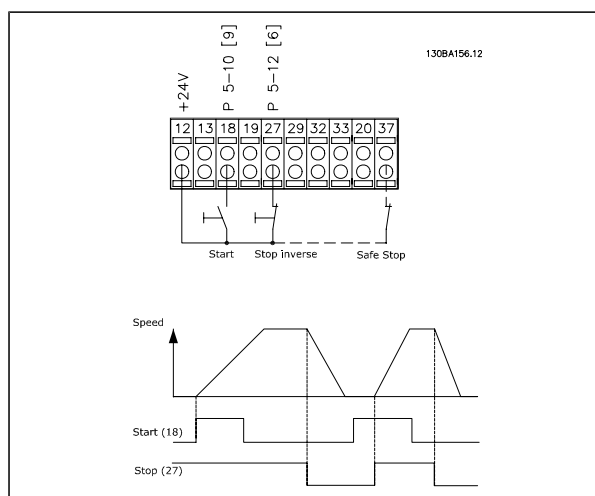 130BA156.12
+24V
P 5-10 [9]
P 5-12 [6]
12 13 18 19 27 29 32 33 20 37
Start Stop inverse Safe Stop
Speed
Start (18)
Stop (27)